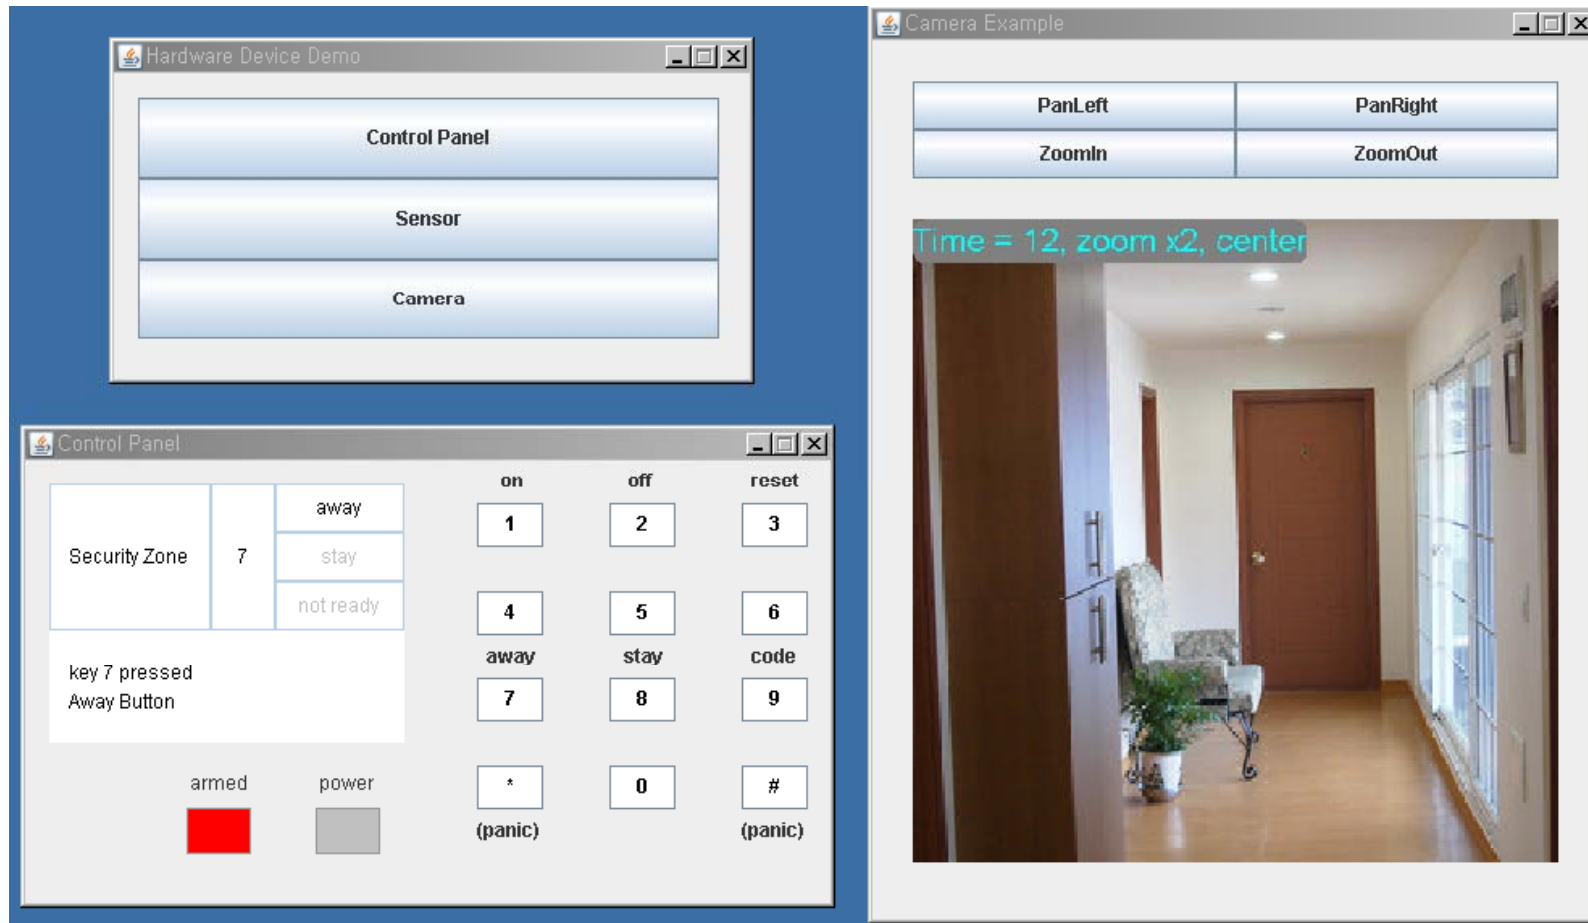 Hardware Device Demo
Control Panel
Sensor
Camera
Control Panel
Security Zone
7
away
stay
not ready
key 7 pressed
Away Button
armed
power
on off reset
1 2 3
4 5 6
away stay code
7 8 9
* 0 #
(panic) (panic)
Camera Example
PanLeft PanRight
ZoomIn ZoomOut
Time = 12, zoom x2, center